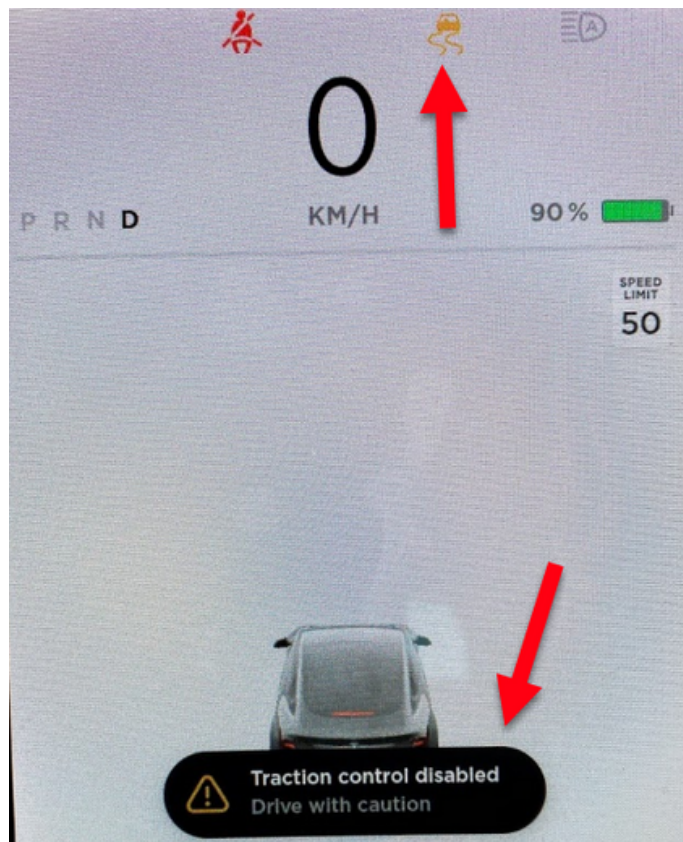 A
0
KM/H
P R N D
90 %
SPEED
LIMIT
50
Traction control disabled
Drive with caution